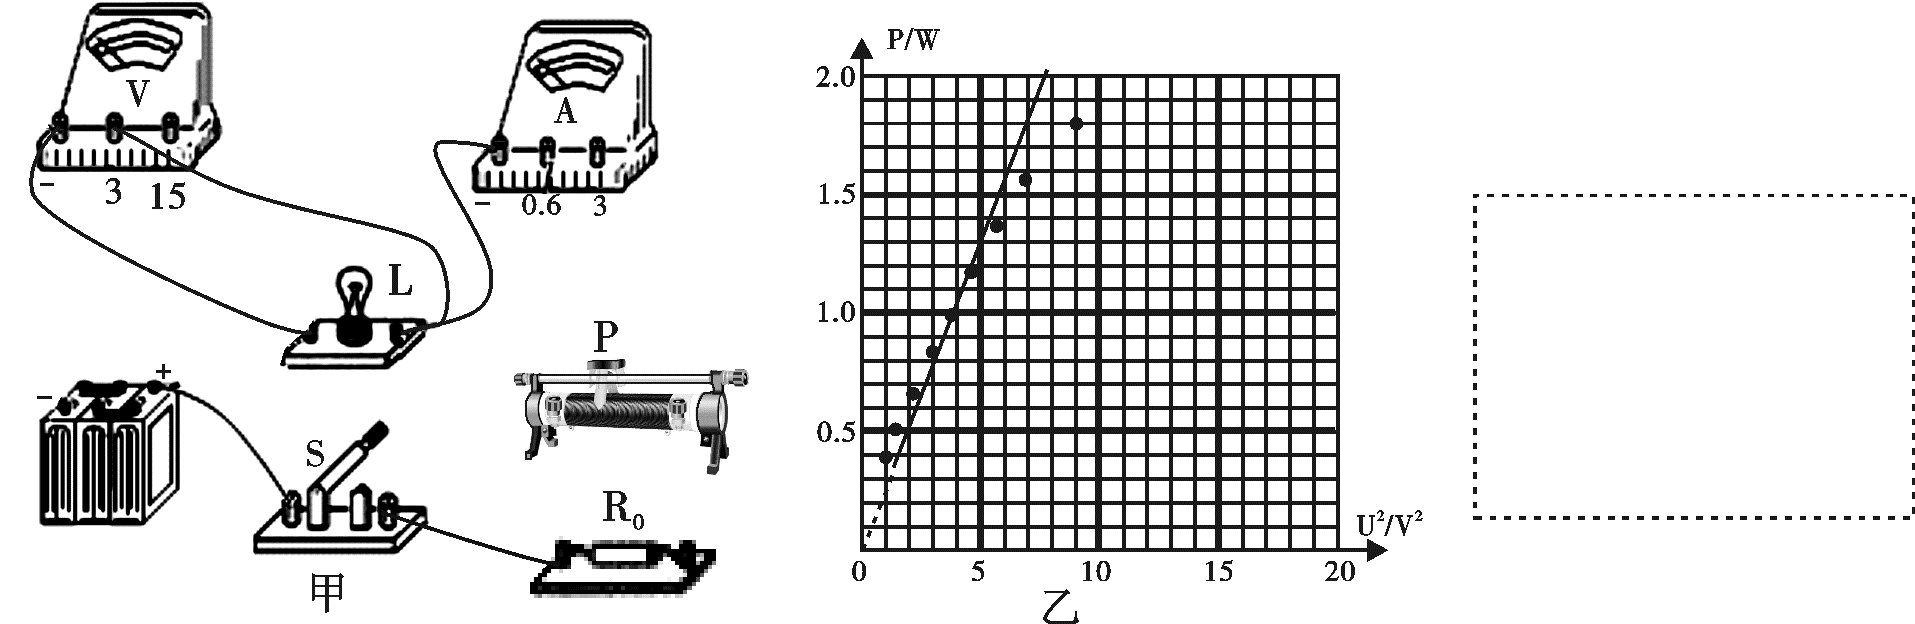 V
- 3 15
A
- 0.6 3
L
P
- +
S
R₀
甲
P/W
2.0
1.5
1.0
0.5
0 5 10 15 20
U²/V²
乙